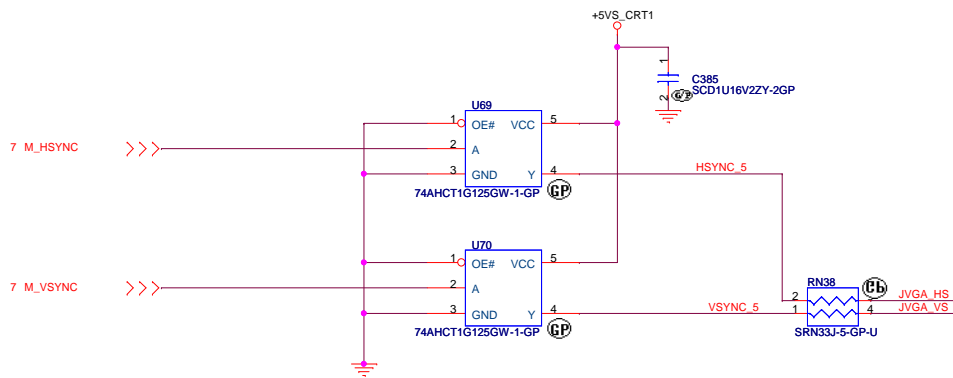 +5VS_CRT1
1
2
C385
SCD1U16V2ZY-2GP
G/P
U69
1 OE# VCC 5
7 M_HSYNC
2 A
3 GND Y 4
HSYNC_5
74AHCT1G125GW-1-GP
GP
U70
1 OE# VCC 5
7 M_VSYNC
2 A
3 GND Y 4
VSYNC_5
74AHCT1G125GW-1-GP
GP
RN38
Cb
2 3 JVGA_HS
1 4 JVGA_VS
SRN33J-5-GP-U